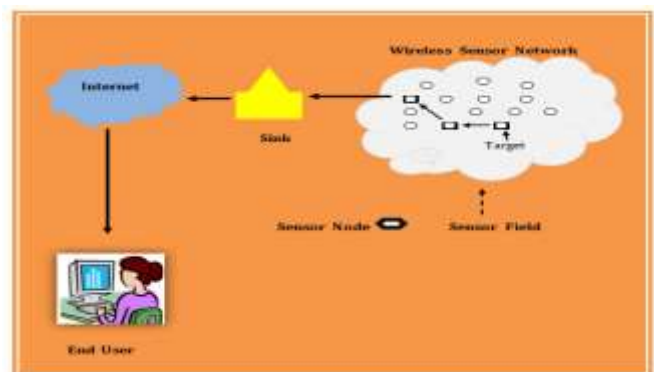 Wireless Sensor Network
Internet
Sink
Target
Sensor Node
Sensor Field
End User